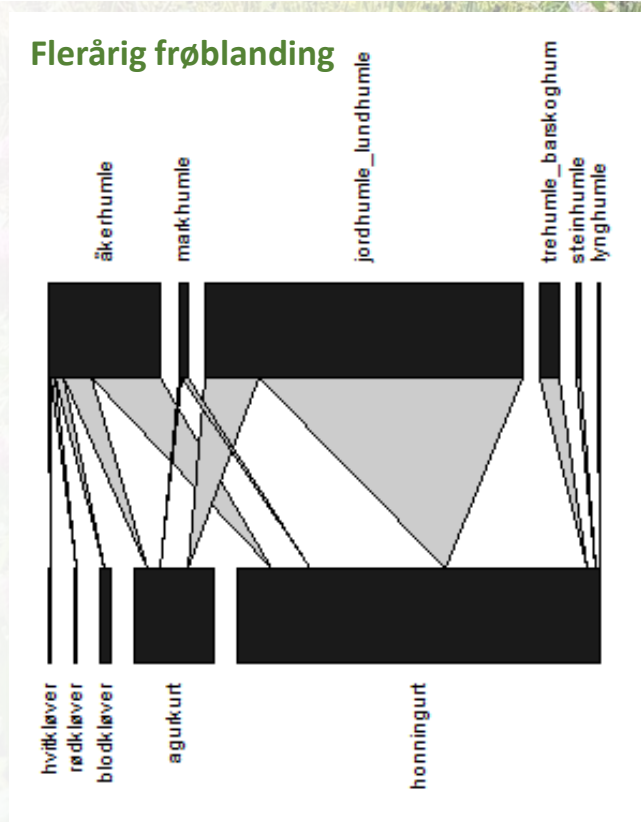 Flerårig frøblanding
åkerhumle
markhumle
jordhumle_lundhumle
trehumle_barskoghum
steinhumle
lynghumle
hvitkløver
rødkløver
blodkløver
agurkurt
honningurt